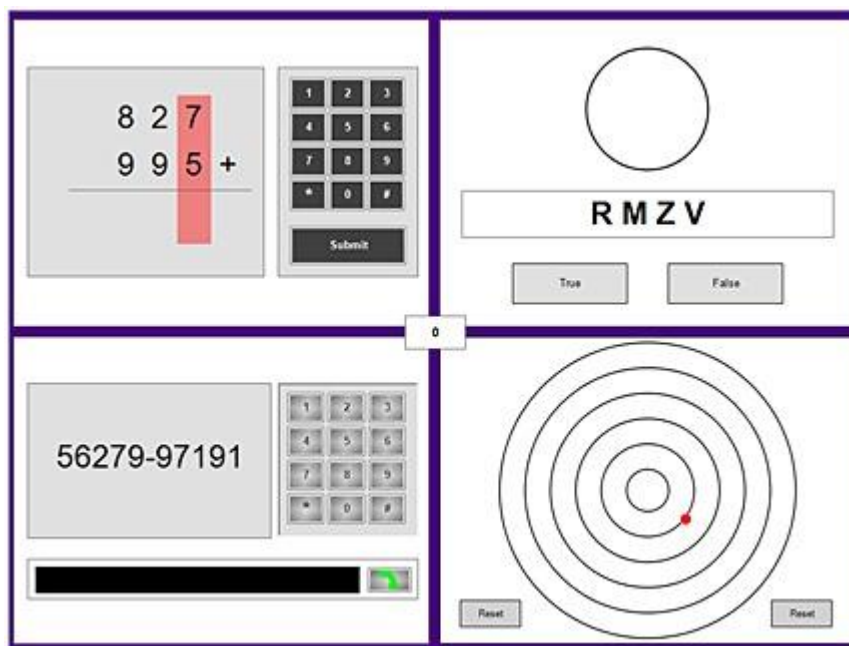 8 2 7
9 9 5 +
1 2 3
4 5 6
7 8 9
* 0 #
Submit
R M Z V
True False
0
56279-97191
1 2 3
4 5 6
7 8 9
* 0 #
Reset Reset